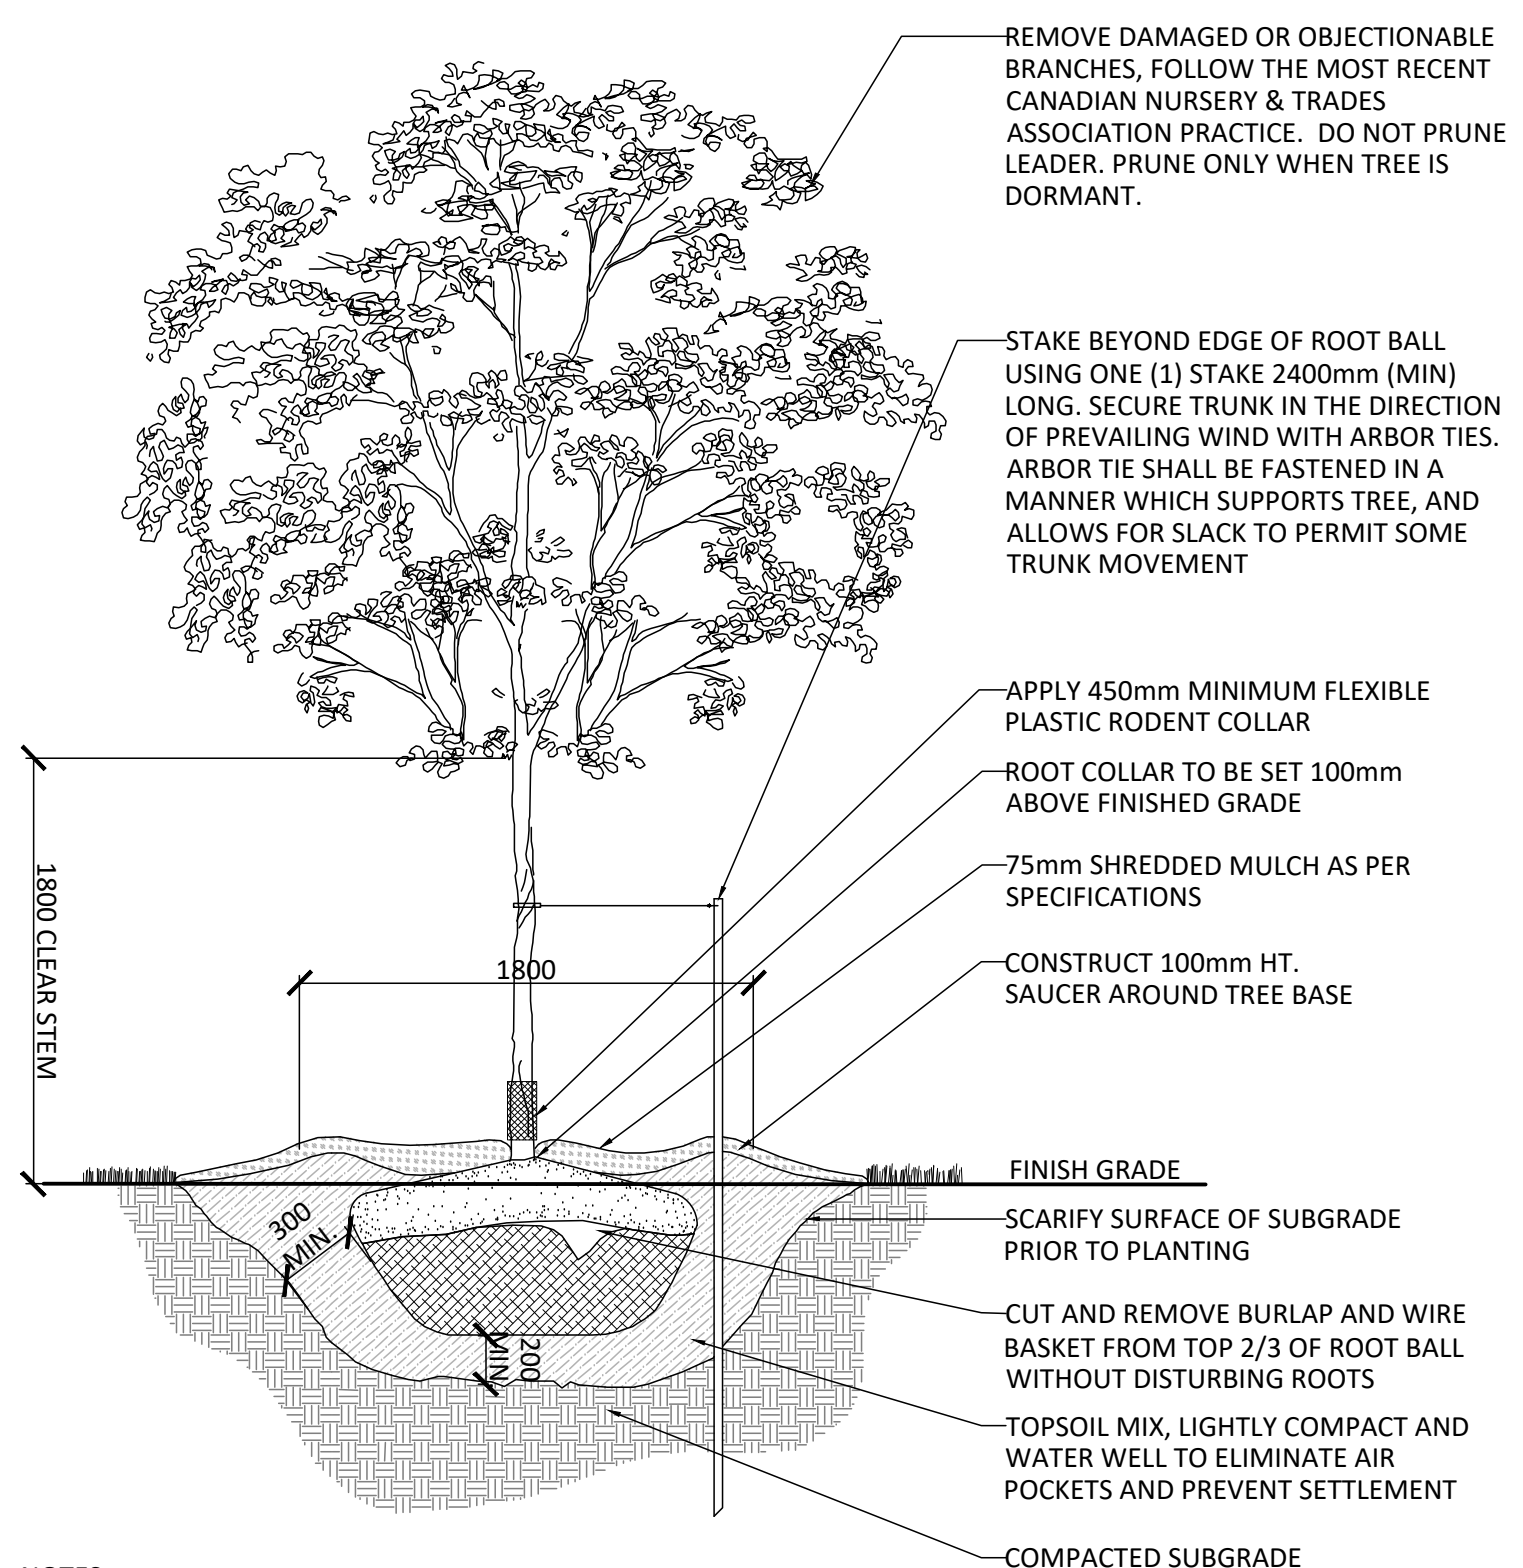 REMOVE DAMAGED OR OBJECTIONABLE
BRANCHES, FOLLOW THE MOST RECENT
CANADIAN NURSERY & TRADES
ASSOCIATION PRACTICE. DO NOT PRUNE
LEADER. PRUNE ONLY WHEN TREE IS
DORMANT.
STAKE BEYOND EDGE OF ROOT BALL
USING ONE (1) STAKE 2400mm (MIN)
LONG. SECURE TRUNK IN THE DIRECTION
OF PREVAILING WIND WITH ARBOR TIES.
ARBOR TIE SHALL BE FASTENED IN A
MANNER WHICH SUPPORTS TREE, AND
ALLOWS FOR SLACK TO PERMIT SOME
TRUNK MOVEMENT
APPLY 450mm MINIMUM FLEXIBLE
PLASTIC RODENT COLLAR
ROOT COLLAR TO BE SET 100mm
ABOVE FINISHED GRADE
75mm SHREDDED MULCH AS PER
SPECIFICATIONS
CONSTRUCT 100mm HT.
SAUCER AROUND TREE BASE
1800 CLEAR STEM
1800
FINISH GRADE
SCARIFY SURFACE OF SUBGRADE
PRIOR TO PLANTING
300
MIN.
CUT AND REMOVE BURLAP AND WIRE
BASKET FROM TOP 2/3 OF ROOT BALL
WITHOUT DISTURBING ROOTS
200
MIN.
TOPSOIL MIX, LIGHTLY COMPACT AND
WATER WELL TO ELIMINATE AIR
POCKETS AND PREVENT SETTLEMENT
COMPACTED SUBGRADE